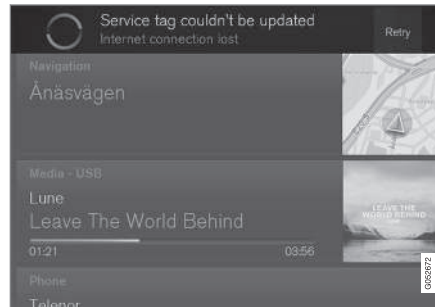 Service tag couldn't be updated
Internet connection lost
Retry
Navigation
Ånäsvägen
Media - USB
Lune
Leave The World Behind
01:21
03:56
LEAVE THE
WORLD BEHIND
Phone
Telenor
G052672